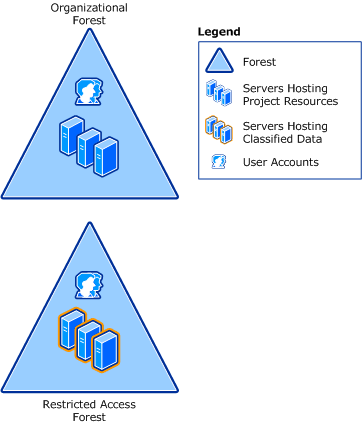 Organizational
Forest
Legend
Forest
Servers Hosting
Project Resources
Servers Hosting
Classified Data
User Accounts
Restricted Access
Forest